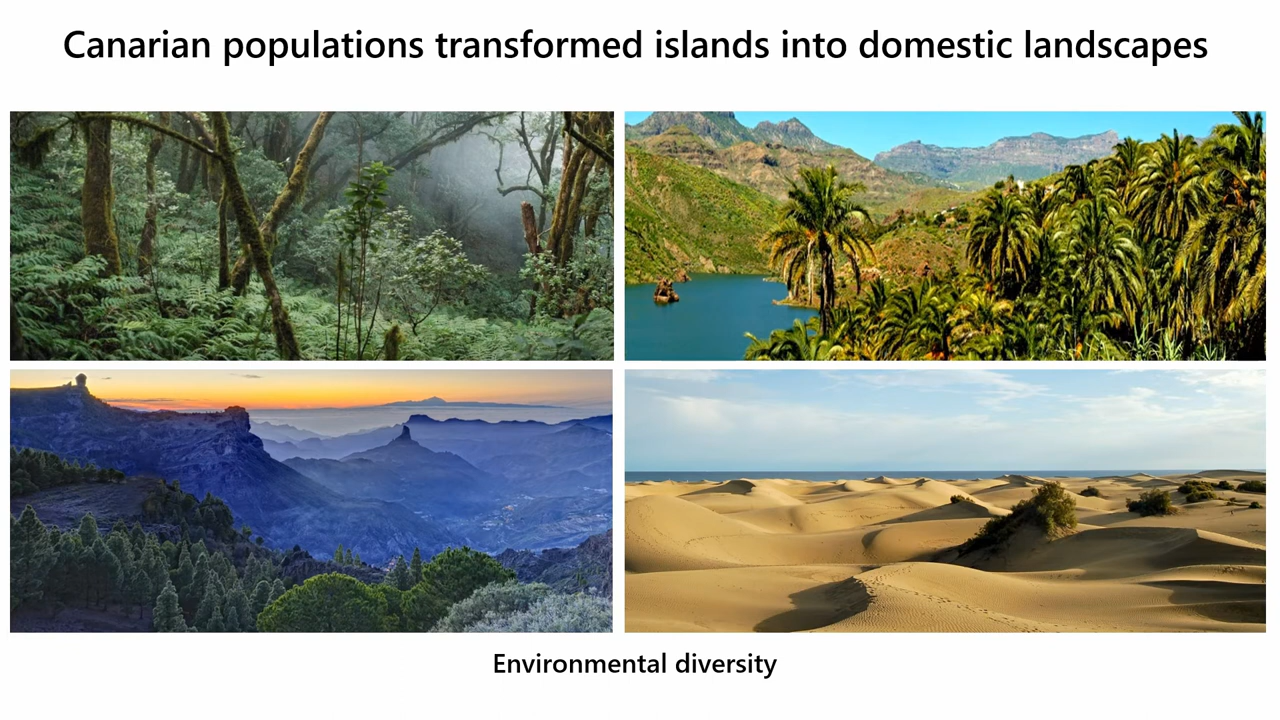 Canarian populations transformed islands into domestic landscapes
Environmental diversity